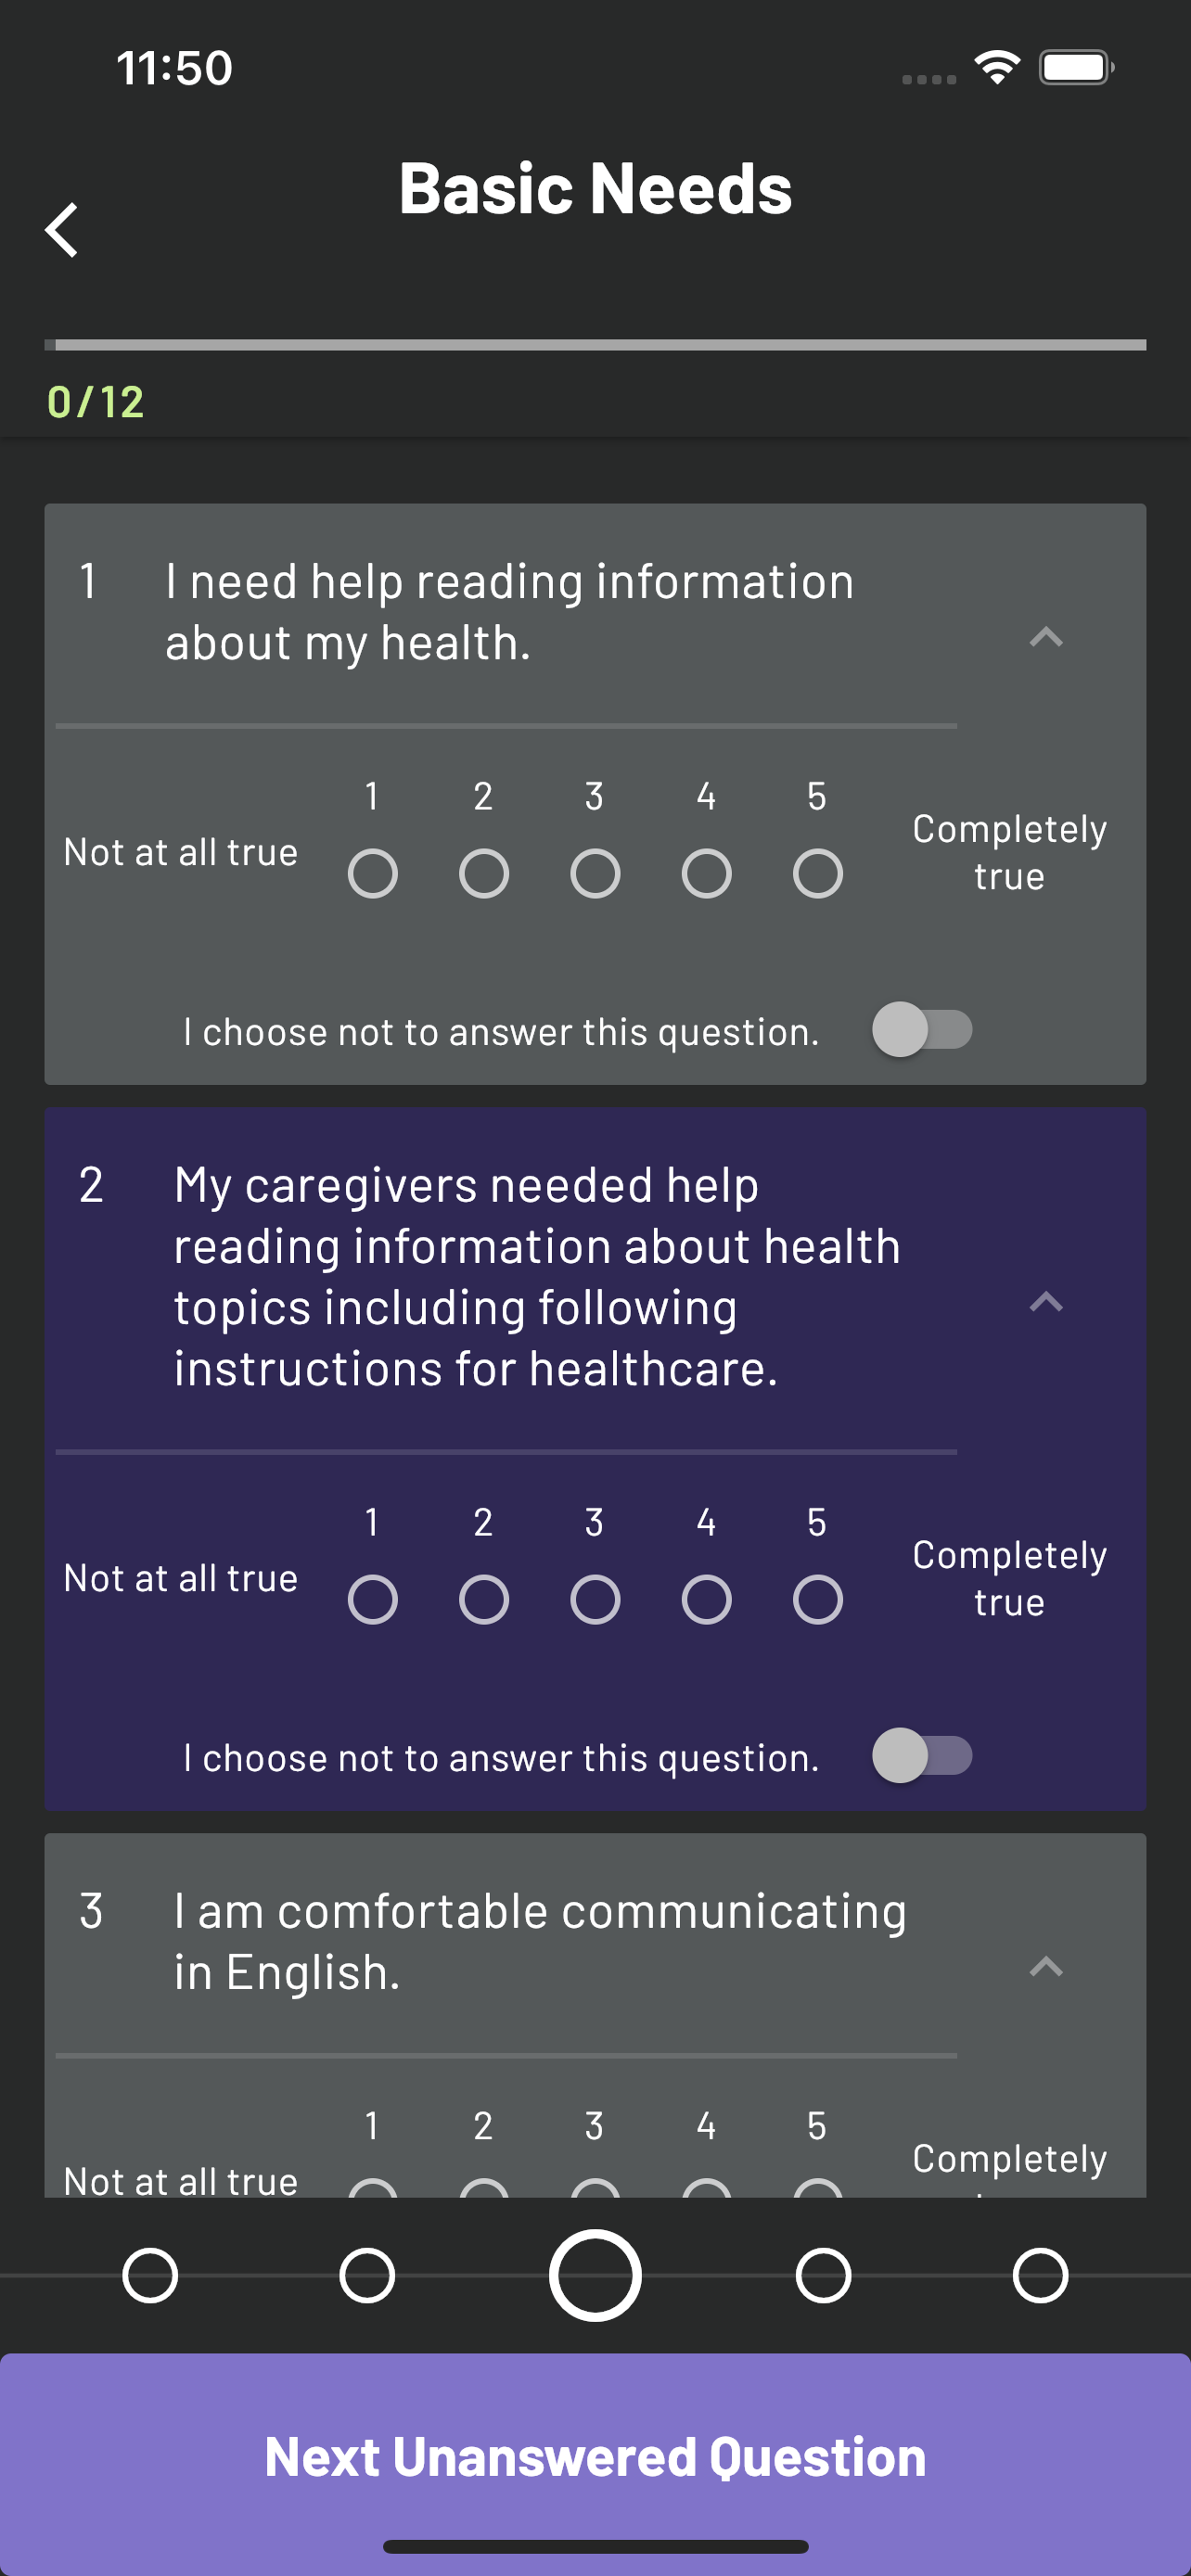 11:50
Basic Needs
0/12
1 I need help reading information
about my health.
1 2 3 4 5
Not at all true
Completely
true
I choose not to answer this question.
2 My caregivers needed help
reading information about health
topics including following
instructions for healthcare.
1 2 3 4 5
Not at all true
Completely
true
I choose not to answer this question.
3 I am comfortable communicating
in English.
1 2 3 4 5
Not at all true
Completely
Next Unanswered Question